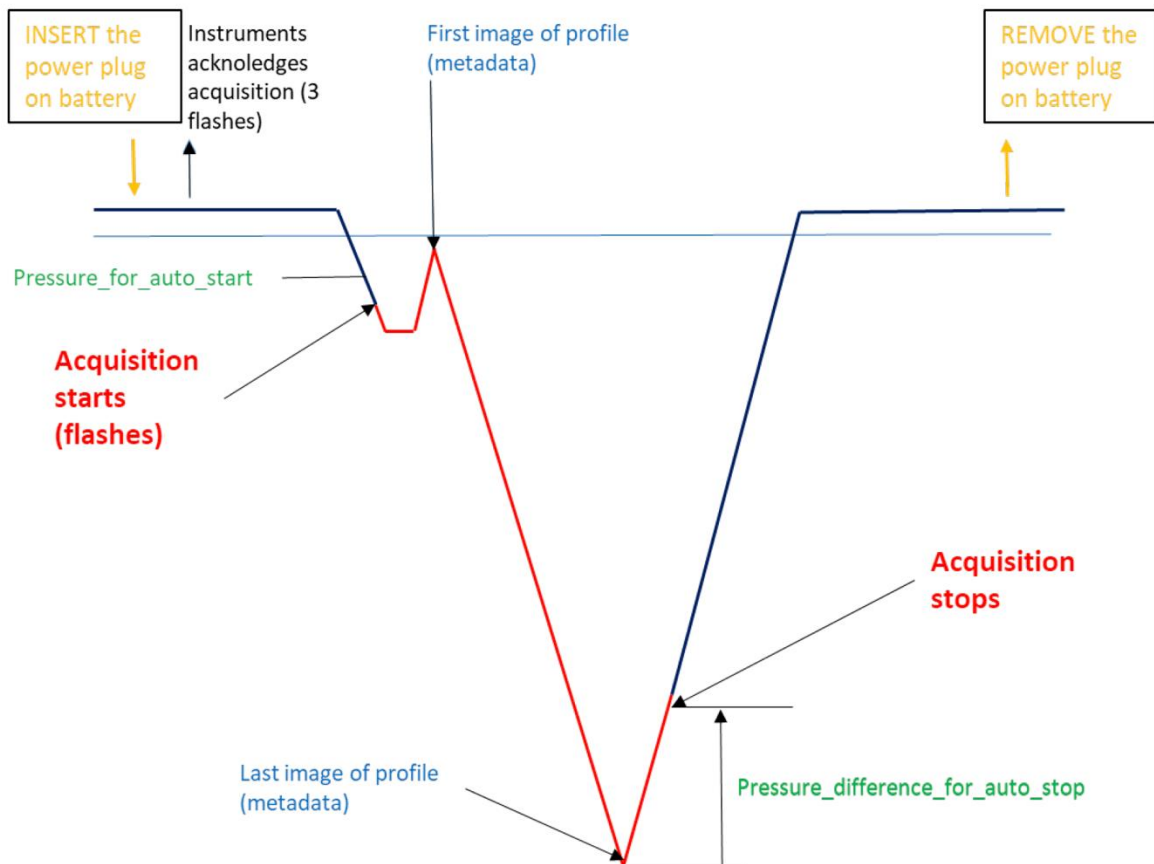 INSERT the
power plug
on battery
Instruments
acknoledges
acquisition (3
flashes)
First image of profile
(metadata)
REMOVE the
power plug
on battery
Pressure_for_auto_start
Acquisition
starts
(flashes)
Acquisition
stops
Last image of profile
(metadata)
Pressure_difference_for_auto_stop